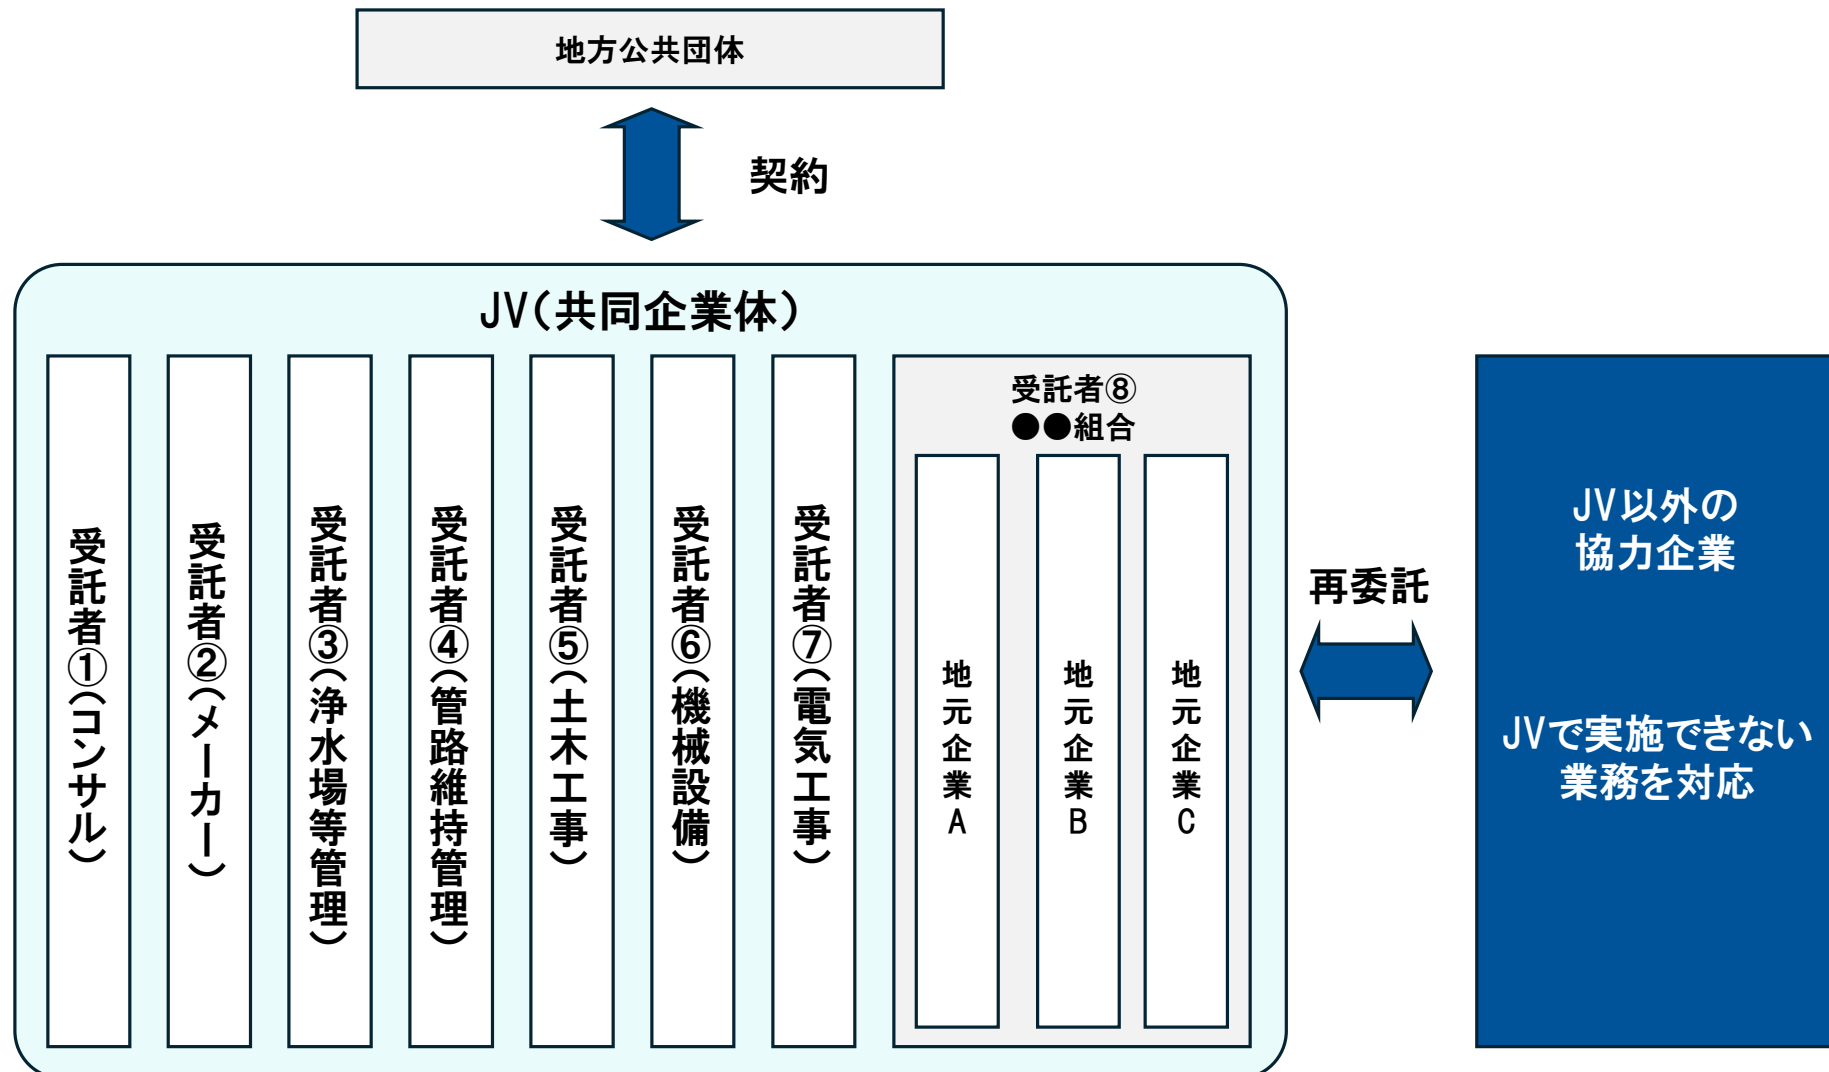 地方公共団体
契約
JV（共同企業体）
受託者①（コンサル）
受託者②（メーカー）
受託者③（浄水場等管理）
受託者④（管路維持管理）
受託者⑤（土木工事）
受託者⑥（機械設備）
受託者⑦（電気工事）
受託者⑧
●●組合
地元企業A
地元企業B
地元企業C
再委託
JV以外の
協力企業
JVで実施できない
業務を対応